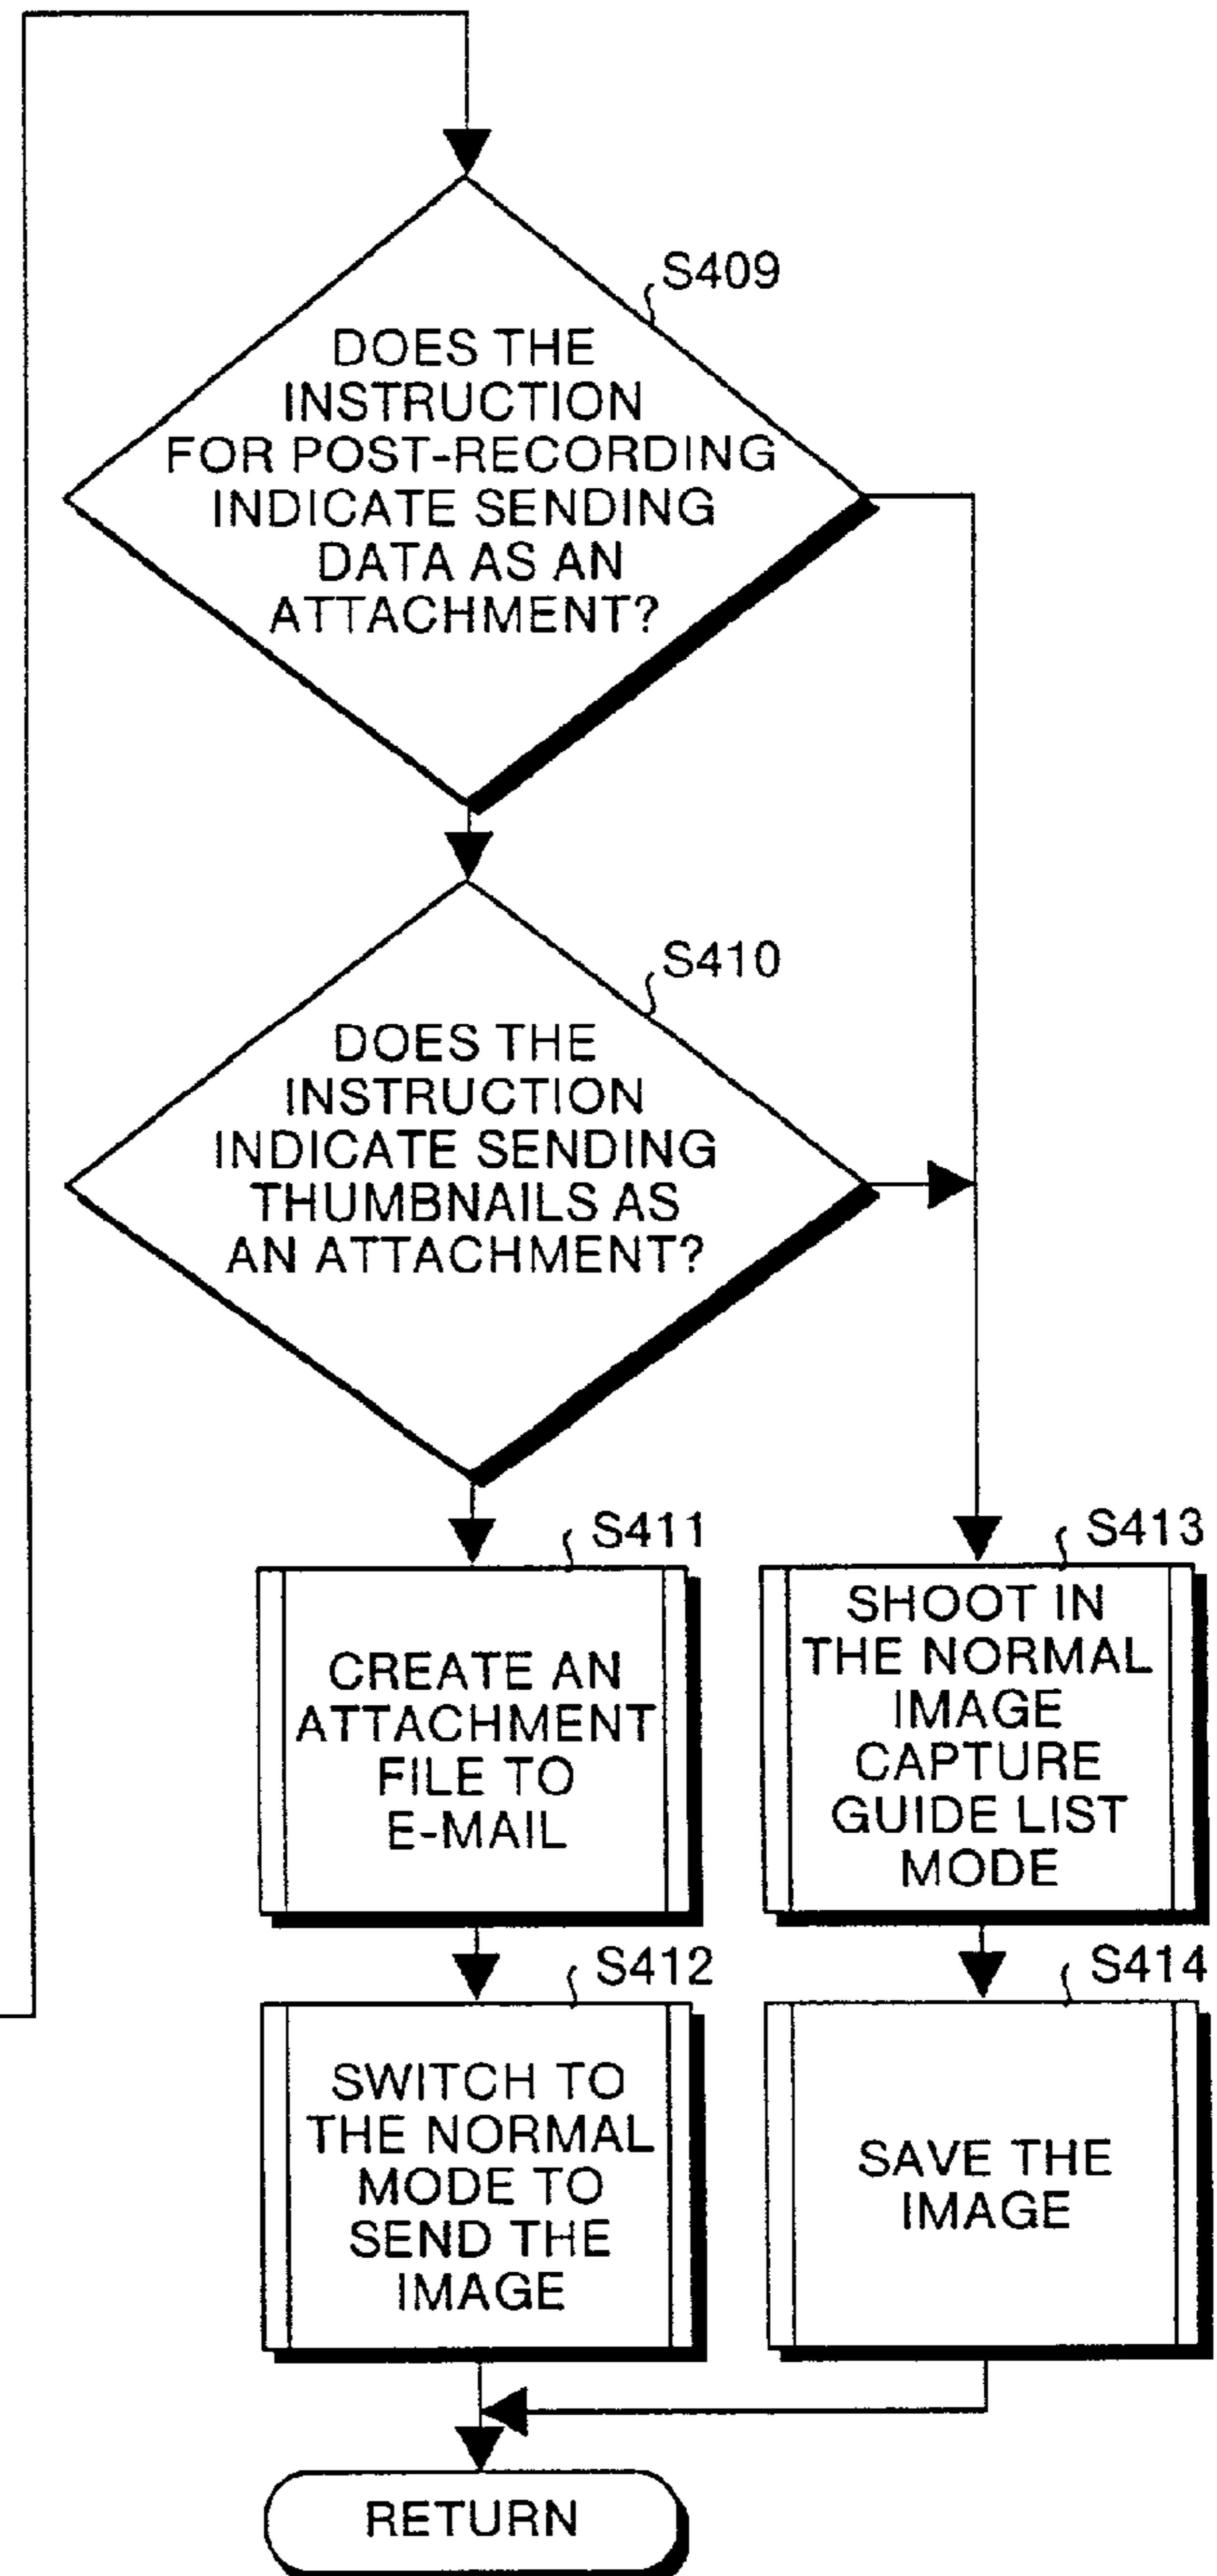 S409
DOES THE
INSTRUCTION
FOR POST-RECORDING
INDICATE SENDING
DATA AS AN
ATTACHMENT?
S410
DOES THE
INSTRUCTION
INDICATE SENDING
THUMBNAILS AS
AN ATTACHMENT?
S411
CREATE AN
ATTACHMENT
FILE TO
E-MAIL
S413
SHOOT IN
THE NORMAL
IMAGE
CAPTURE
GUIDE LIST
MODE
S412
SWITCH TO
THE NORMAL
MODE TO
SEND THE
IMAGE
S414
SAVE THE
IMAGE
RETURN